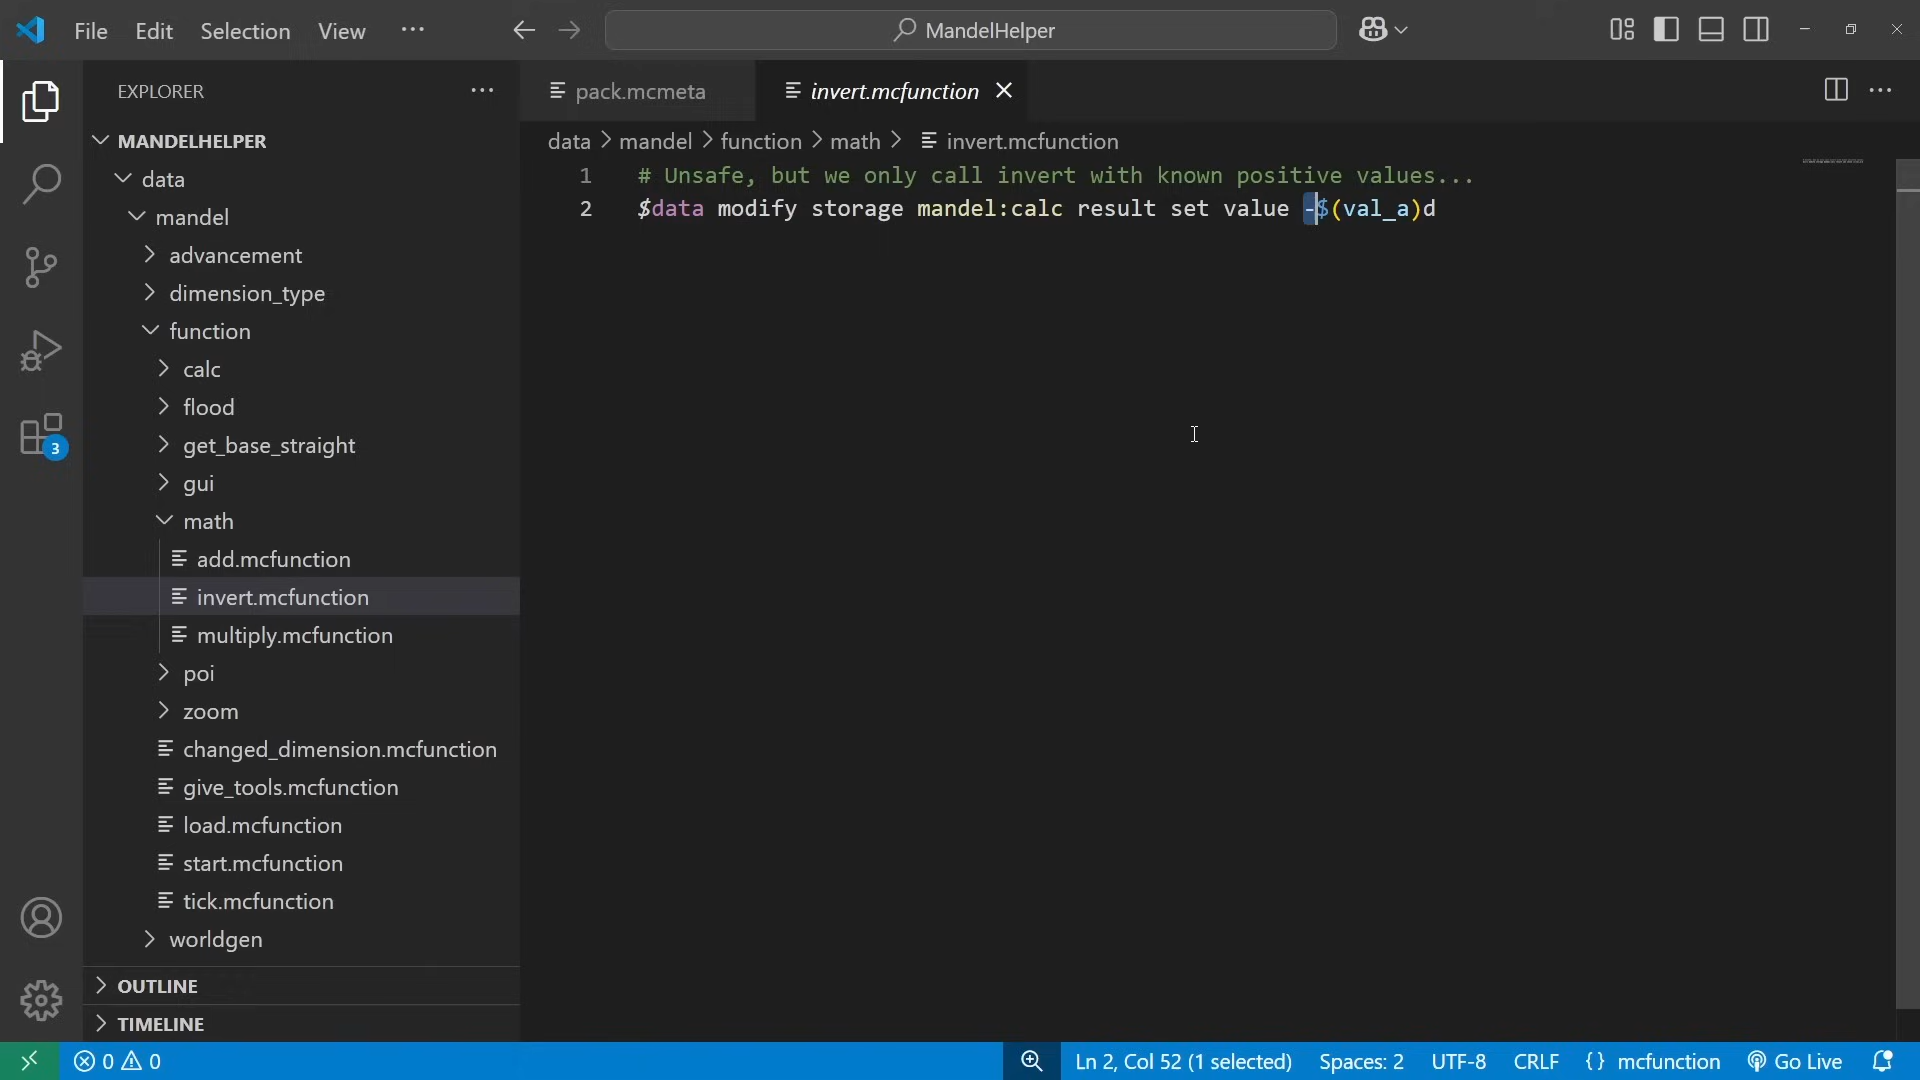 File Edit Selection View ··· MandelHelper
EXPLORER ···
MANDELHELPER
data
mandel
advancement
dimension_type
function
calc
flood
get_base_straight
gui
math
add.mcfunction
invert.mcfunction
multiply.mcfunction
poi
zoom
changed_dimension.mcfunction
give_tools.mcfunction
load.mcfunction
start.mcfunction
tick.mcfunction
worldgen
OUTLINE
TIMELINE
3
pack.mcmeta invert.mcfunction
data > mandel > function > math > invert.mcfunction
1 # Unsafe, but we only call invert with known positive values...
2 $data modify storage mandel:calc result set value -$(val_a)d
0 0 Ln 2, Col 52 (1 selected) Spaces: 2 UTF-8 CRLF {} mcfunction Go Live